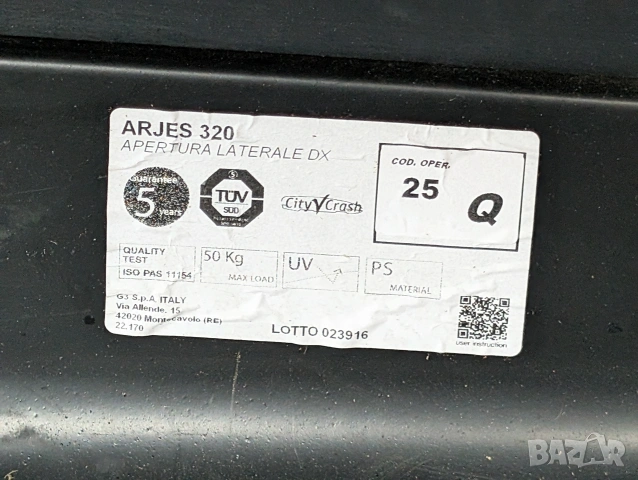 ARJES 320
APERTURA LATERALE DX
Guarantee
5 years
S
TÜV
SÜD
City Crash
COD. OPER.
25 Q
QUALITY
TEST
ISO PAS 11154
50 Kg
MAX LOAD
UV
PS
MATERIAL
G3 S.p.A. ITALY
Via Allende, 15
42020 Montecavolo (RE)
22.170
LOTTO 023916
user instruction
BAZAR